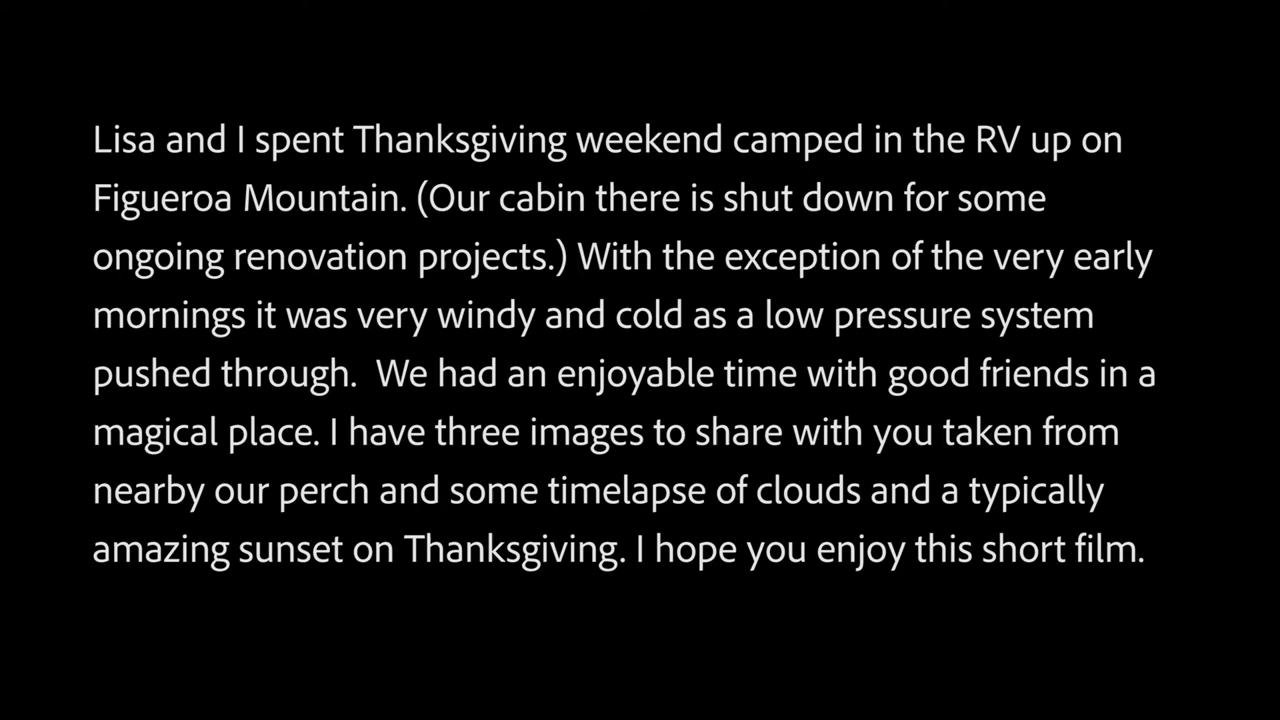 Lisa and I spent Thanksgiving weekend camped in the RV up on
Figueroa Mountain. (Our cabin there is shut down for some
ongoing renovation projects.) With the exception of the very early
mornings it was very windy and cold as a low pressure system
pushed through.  We had an enjoyable time with good friends in a
magical place. I have three images to share with you taken from
nearby our perch and some timelapse of clouds and a typically
amazing sunset on Thanksgiving. I hope you enjoy this short film.